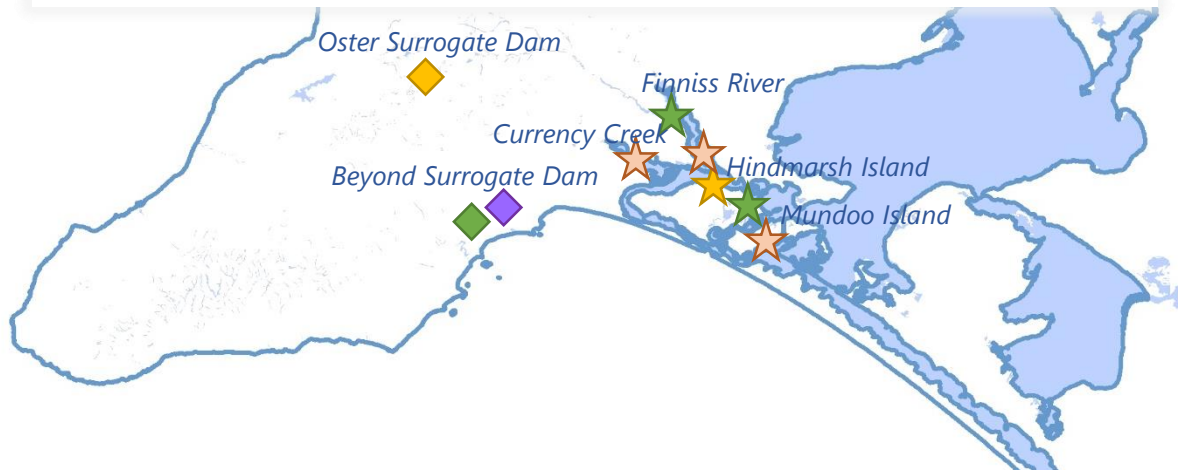 Oster Surrogate Dam
Finniss River
Currency Creek
Hindmarsh Island
Beyond Surrogate Dam
Mundoo Island